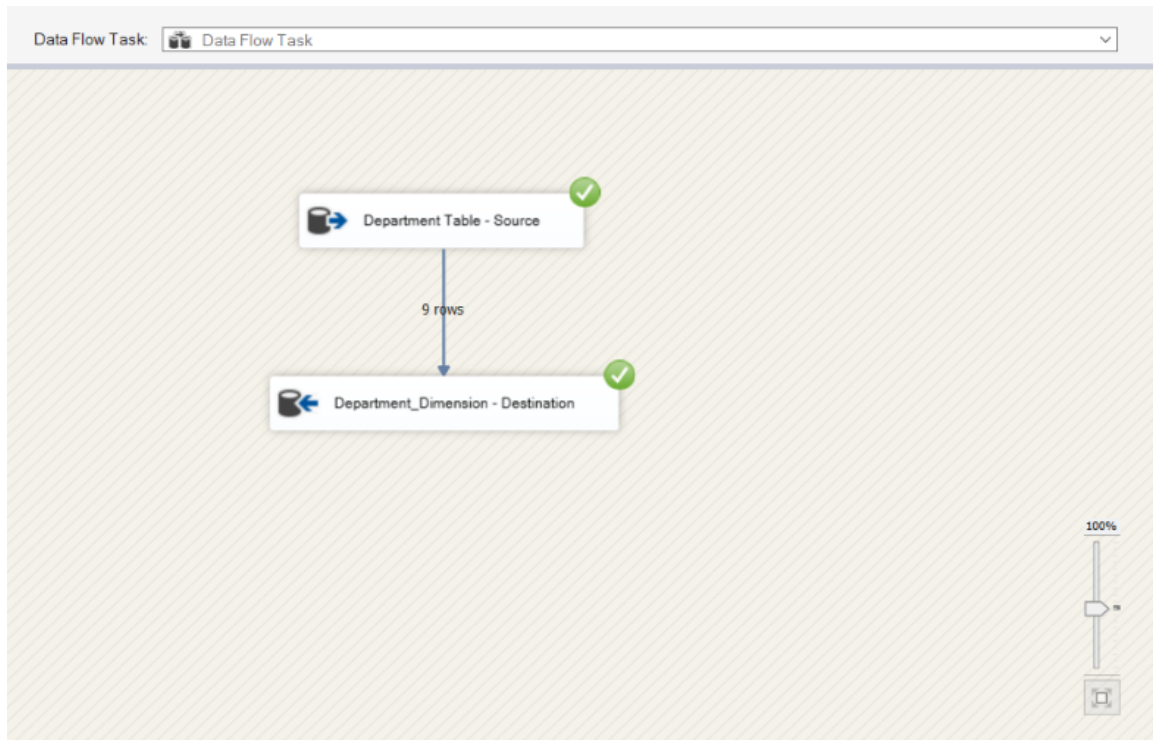 Data Flow Task: Data Flow Task
Department Table - Source
9 rows
Department_Dimension - Destination
100%